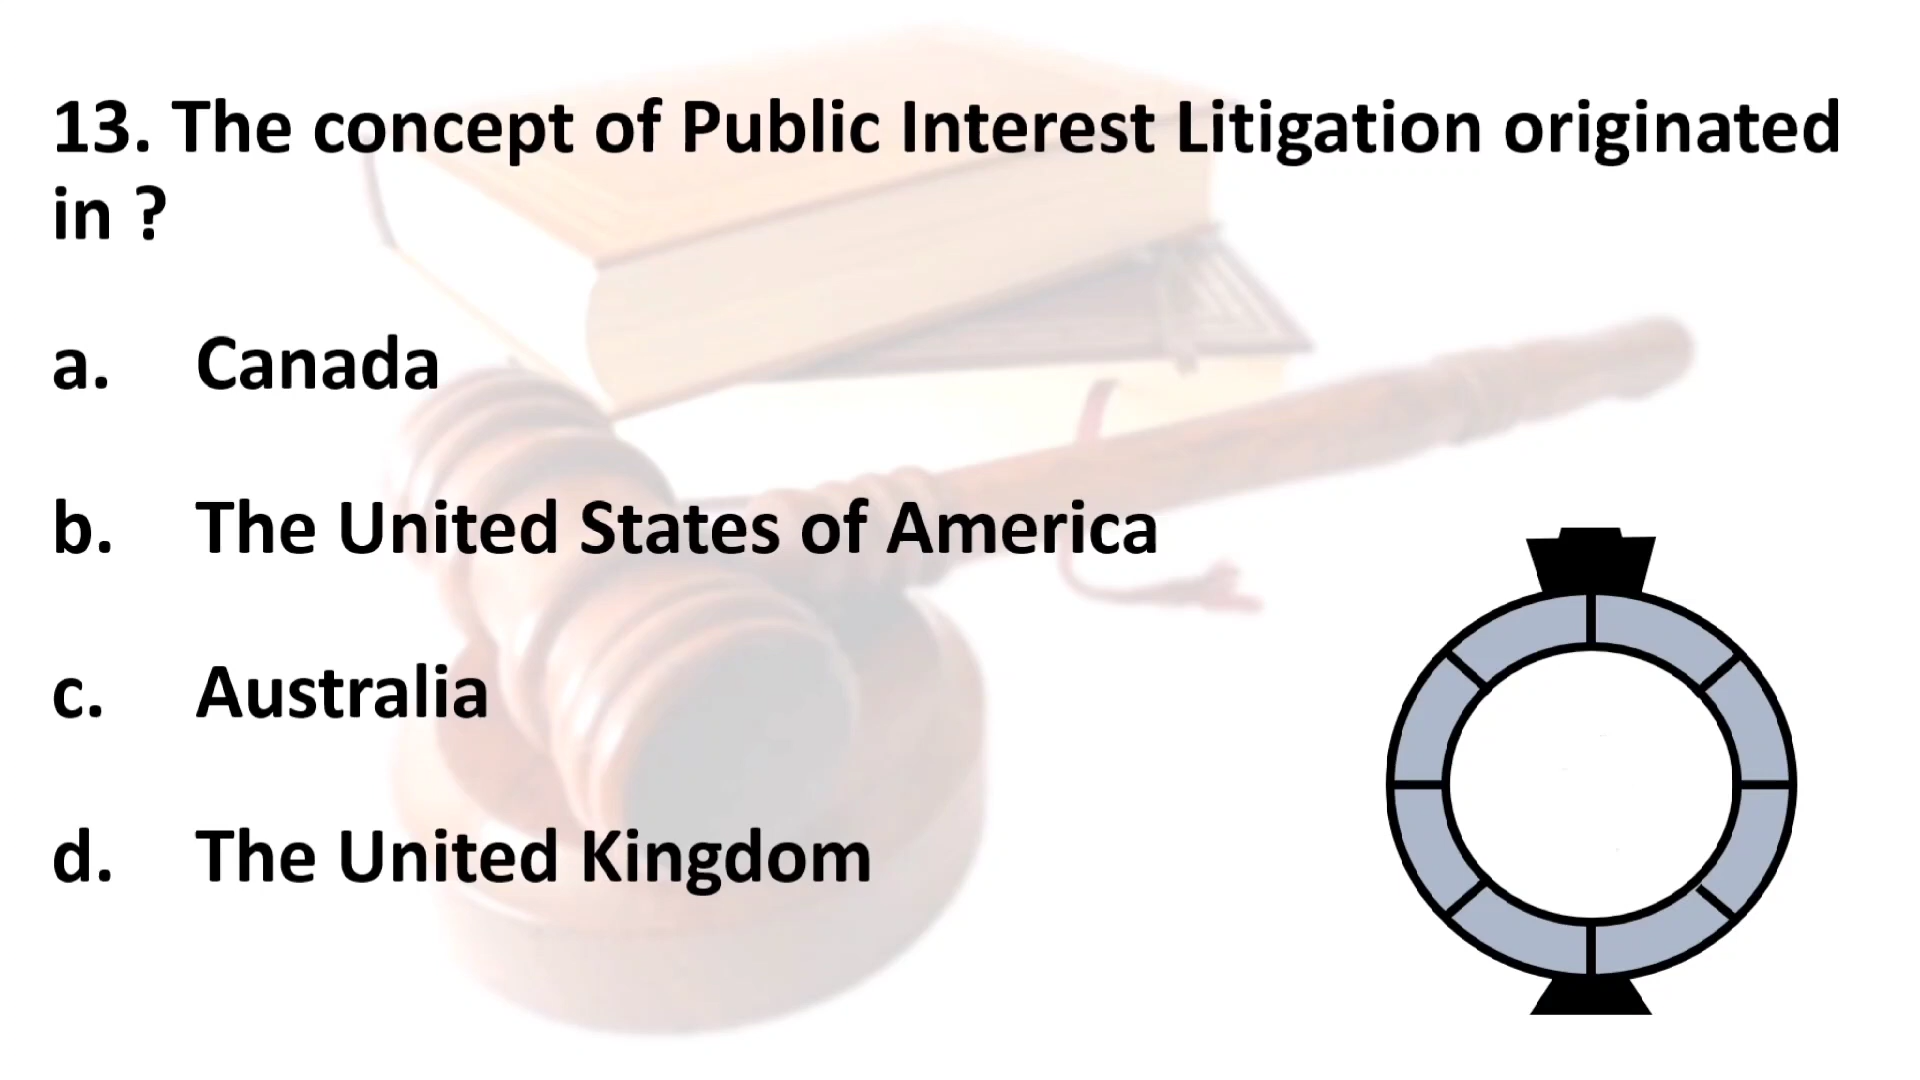 13. The concept of Public Interest Litigation originated
in ?
a. Canada
b. The United States of America
c. Australia
d. The United Kingdom